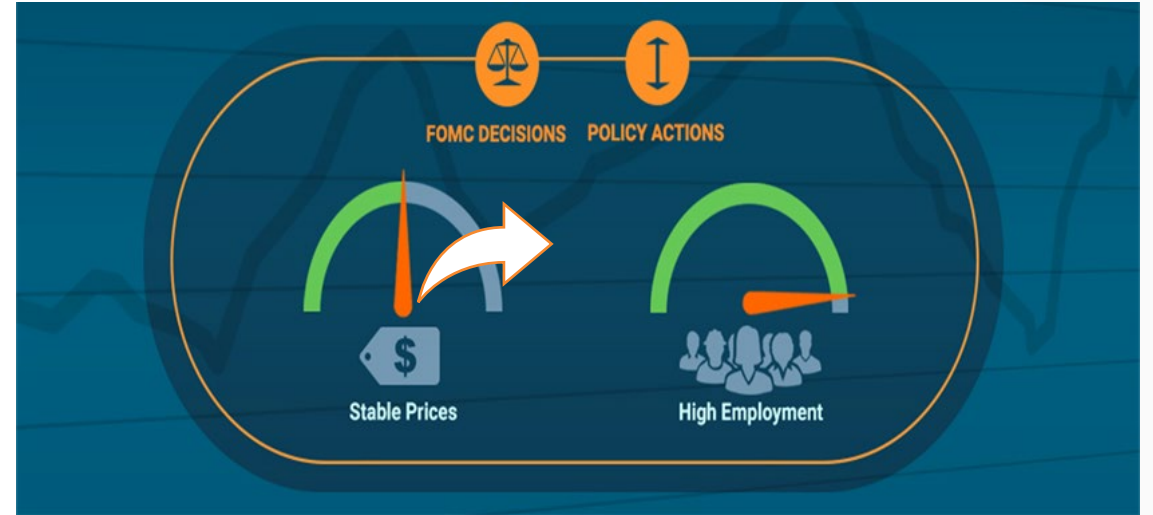 FOMC DECISIONS
POLICY ACTIONS
$
Stable Prices
High Employment